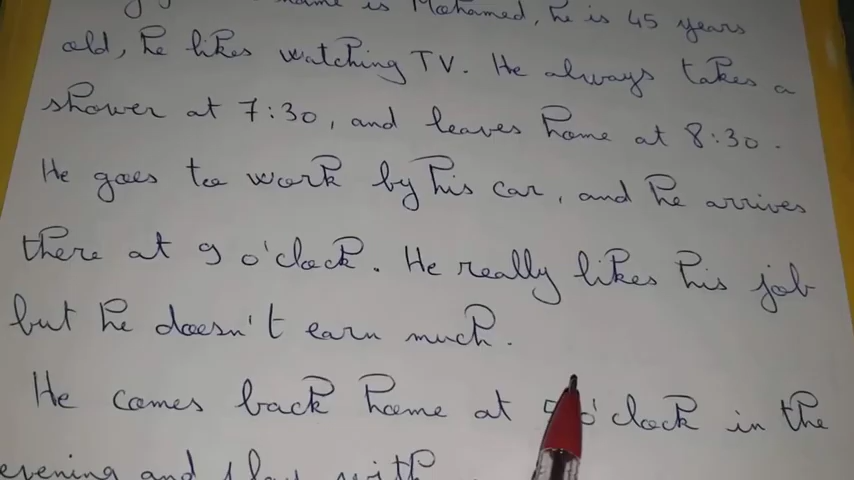 name is Mohamed, he is 45 years
old, he likes watching TV. He always takes a
shower at 7:30, and leaves home at 8:30.
He goes to work by his car, and he arrives
there at 9 o'clock. He really likes his job
but he doesn't earn much.
He comes back home at o'clock in the
evening and with